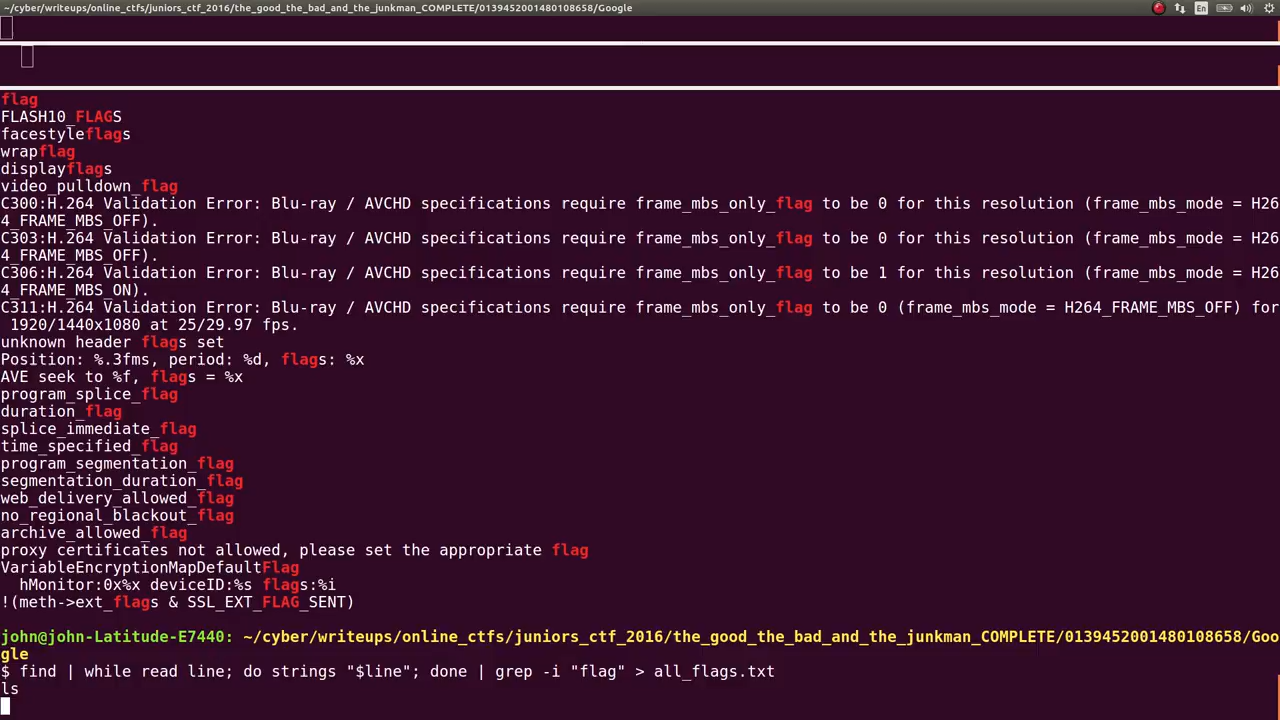 ~/cyber/writeups/online_ctfs/juniors_ctf_2016/the_good_the_bad_and_the_junkman_COMPLETE/0139452001480108658/Google
En
flag
FLASH10_FLAGS
facestyleflags
wrapflag
displayflags
video_pulldown_flag
C300:H.264 Validation Error: Blu-ray / AVCHD specifications require frame_mbs_only_flag to be 0 for this resolution (frame_mbs_mode = H26
4_FRAME_MBS_OFF).
C303:H.264 Validation Error: Blu-ray / AVCHD specifications require frame_mbs_only_flag to be 0 for this resolution (frame_mbs_mode = H26
4_FRAME_MBS_OFF).
C306:H.264 Validation Error: Blu-ray / AVCHD specifications require frame_mbs_only_flag to be 1 for this resolution (frame_mbs_mode = H26
4_FRAME_MBS_ON).
C311:H.264 Validation Error: Blu-ray / AVCHD specifications require frame_mbs_only_flag to be 0 (frame_mbs_mode = H264_FRAME_MBS_OFF) for
 1920/1440x1080 at 25/29.97 fps.
unknown header flags set
Position: %.3fms, period: %d, flags: %x
AVE seek to %f, flags = %x
program_splice_flag
duration_flag
splice_immediate_flag
time_specified_flag
program_segmentation_flag
segmentation_duration_flag
web_delivery_allowed_flag
no_regional_blackout_flag
archive_allowed_flag
proxy certificates not allowed, please set the appropriate flag
VariableEncryptionMapDefaultFlag
  hMonitor:0x%x deviceID:%s flags:%i
!(meth->ext_flags & SSL_EXT_FLAG_SENT)
john@john-Latitude-E7440: ~/cyber/writeups/online_ctfs/juniors_ctf_2016/the_good_the_bad_and_the_junkman_COMPLETE/0139452001480108658/Goo
gle
$ find | while read line; do strings "$line"; done | grep -i "flag" > all_flags.txt
ls